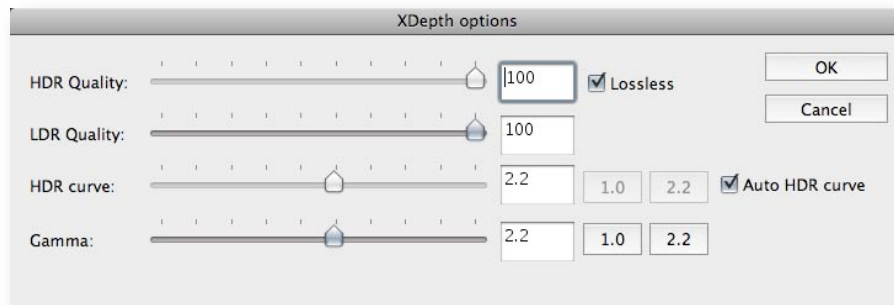 XDepth options
HDR Quality: 100 Lossless OK
LDR Quality: 100 Cancel
HDR curve: 2.2 1.0 2.2 Auto HDR curve
Gamma: 2.2 1.0 2.2